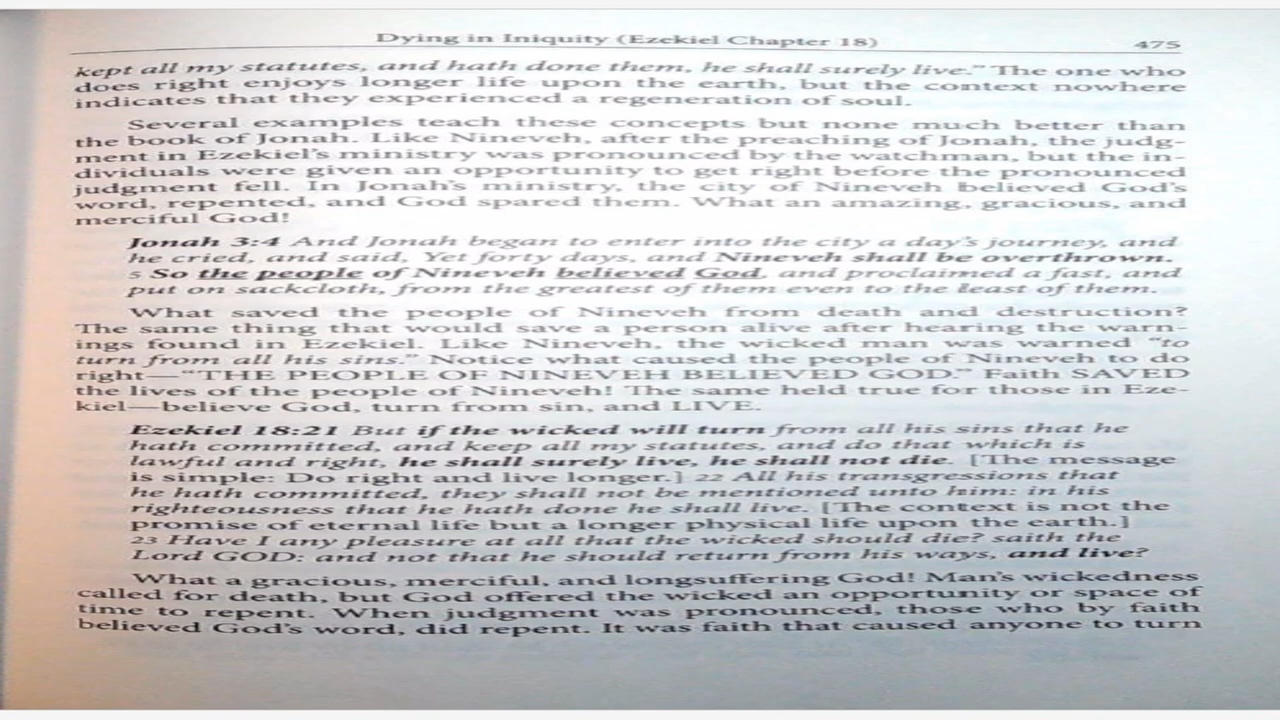 Dying in Iniquity (Ezekiel Chapter 18) 475
kept all my statutes, and hath done them, he shall surely live.” The one who
does right enjoys longer life upon the earth, but the context nowhere
indicates that they experienced a regeneration of soul.
Several examples teach these concepts but none much better than
the book of Jonah. Like Nineveh, after the preaching of Jonah, the judg-
ment in Ezekiel’s ministry was pronounced by the watchman, but the in-
dividuals were given an opportunity to get right before the pronounced
judgment fell. In Jonah’s ministry, the city of Nineveh believed God’s
word, repented, and God spared them. What an amazing, gracious, and
merciful God!
Jonah 3:4 And Jonah began to enter into the city a day’s journey, and
he cried, and said, Yet forty days, and Nineveh shall be overthrown.
5 So the people of Nineveh believed God, and proclaimed a fast, and
put on sackcloth, from the greatest of them even to the least of them.
What saved the people of Nineveh from death and destruction?
The same thing that would save a person alive after hearing the warn-
ings found in Ezekiel. Like Nineveh, the wicked man was warned “to
turn from all his sins.” Notice what caused the people of Nineveh to do
right—“THE PEOPLE OF NINEVEH BELIEVED GOD.” Faith SAVED
the lives of the people of Nineveh! The same held true for those in Eze-
kiel—believe God, turn from sin, and LIVE.
Ezekiel 18:21 But if the wicked will turn from all his sins that he
hath committed, and keep all my statutes, and do that which is
lawful and right, he shall surely live, he shall not die. [The message
is simple: Do right and live longer.] 22 All his transgressions that
he hath committed, they shall not be mentioned unto him: in his
righteousness that he hath done he shall live. [The context is not the
promise of eternal life but a longer physical life upon the earth.]
23 Have I any pleasure at all that the wicked should die? saith the
Lord GOD: and not that he should return from his ways, and live?
What a gracious, merciful, and longsuffering God! Man’s wickedness
called for death, but God offered the wicked an opportunity or space of
time to repent. When judgment was pronounced, those who by faith
believed God’s word, did repent. It was faith that caused anyone to turn